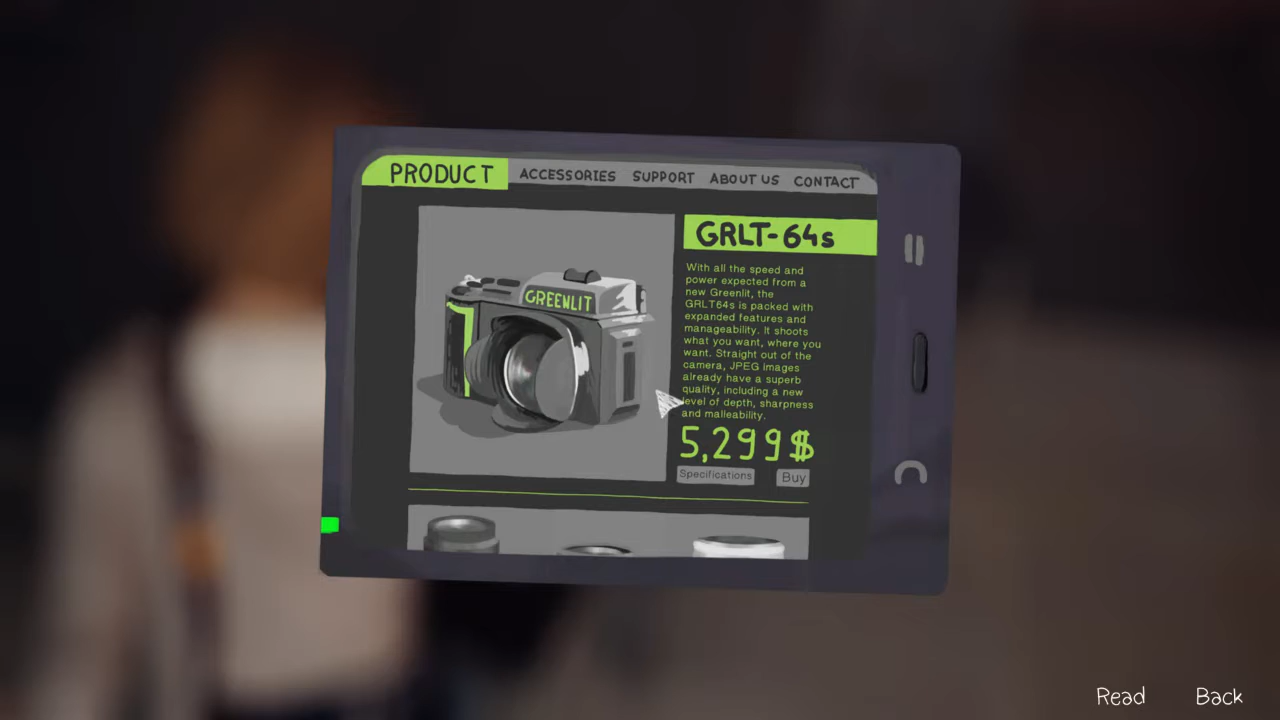 PRODUCT ACCESSORIES SUPPORT ABOUT US CONTACT
GREENLIT
GRLT-64s
With all the speed and
power expected from a
new Greenlit, the
GRLT64s is packed with
expanded features and
manageability. It shoots
what you want, where you
want. Straight out of the
camera, JPEG images
already have a superb
quality, including a new
level of depth, sharpness
and malleability.
5,299$
Specifications Buy
Read Back